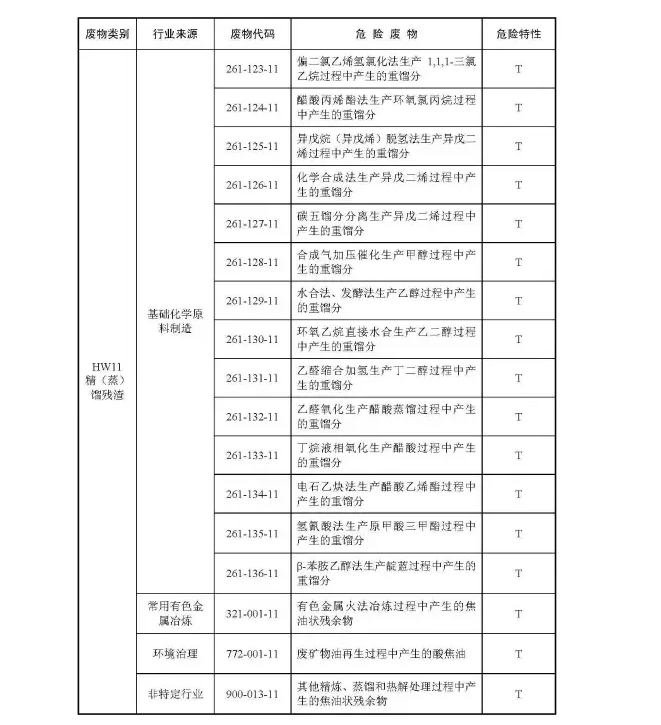 废物类别 行业来源 废物代码 危险废物 危险特性
HW11
精（蒸）
馏残渣
基础化学原
料制造
261-123-11 偏二氯乙烯氢氯化法生产 1,1,1-三氯
乙烷过程中产生的重馏分 T
261-124-11 醋酸丙烯酯法生产环氧氯丙烷过程
中产生的重馏分 T
261-125-11 异戊烷（异戊烯）脱氢法生产异戊二
烯过程中产生的重馏分 T
261-126-11 化学合成法生产异戊二烯过程中产
生的重馏分 T
261-127-11 碳五馏分分离生产异戊二烯过程中
产生的重馏分 T
261-128-11 合成气加压催化生产甲醇过程中产
生的重馏分 T
261-129-11 水合法、发酵法生产乙醇过程中产生
的重馏分 T
261-130-11 环氧乙烷直接水合生产乙二醇过程
中产生的重馏分 T
261-131-11 乙醛缩合加氢生产丁二醇过程中产
生的重馏分 T
261-132-11 乙醛氧化生产醋酸蒸馏过程中产生
的重馏分 T
261-133-11 丁烷液相氧化生产醋酸过程中产生
的重馏分 T
261-134-11 电石乙炔法生产醋酸乙烯酯过程中
产生的重馏分 T
261-135-11 氢氰酸法生产原甲酸三甲酯过程中
产生的重馏分 T
261-136-11 β-苯胺乙醇法生产靛蓝过程中产生的
重馏分 T
常用有色金
属冶炼
321-001-11 有色金属火法冶炼过程中产生的焦
油状残余物 T
环境治理 772-001-11 废矿物油再生过程中产生的酸焦油 T
非特定行业 900-013-11 其他精炼、蒸馏和热解处理过程中产
生的焦油状残余物 T